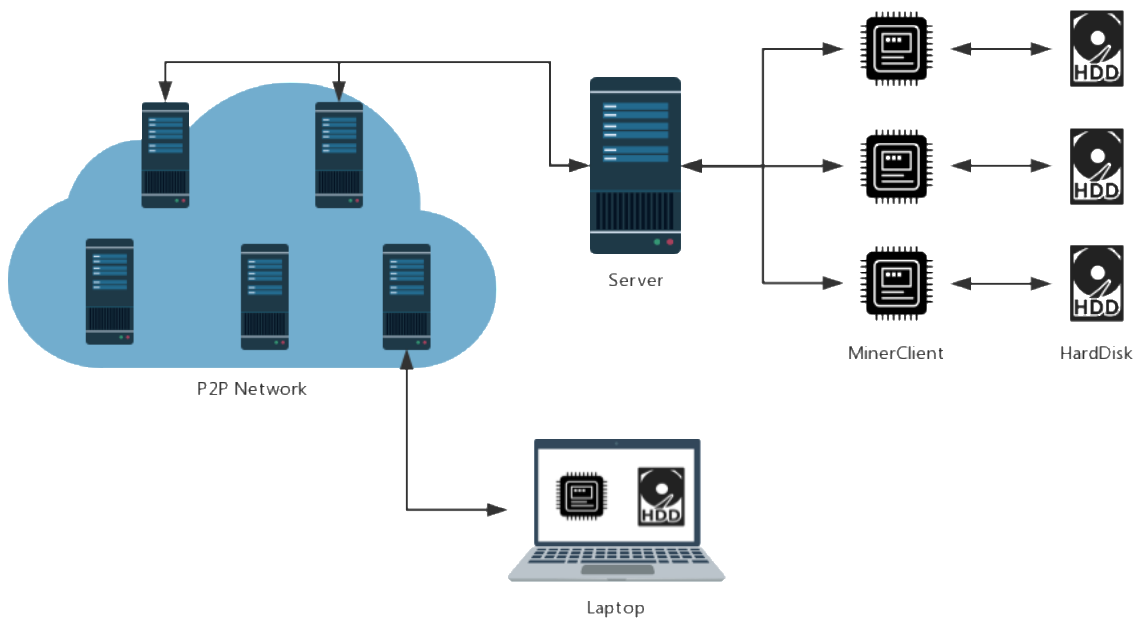 HDD
HDD
Server
HDD
MinerClient
HardDisk
P2P Network
HDD
Laptop